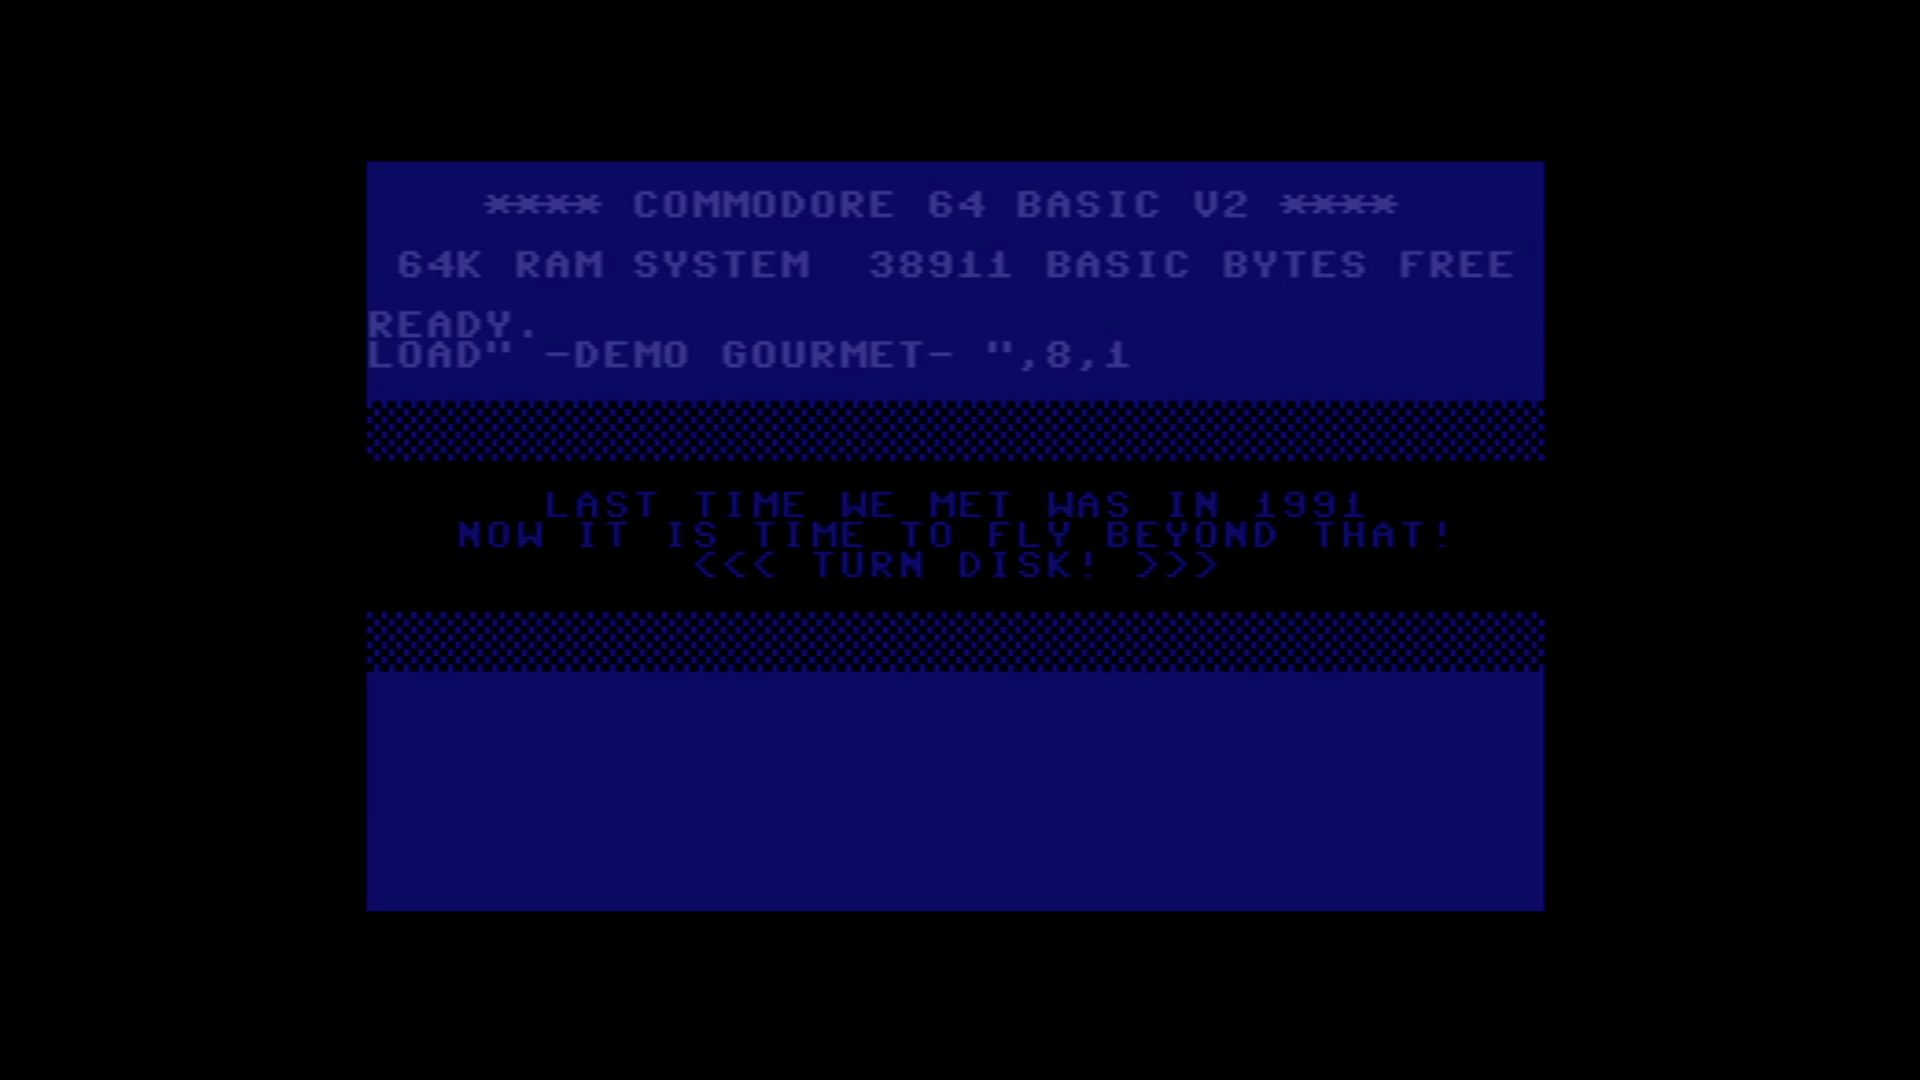 **** COMMODORE 64 BASIC V2 ****
64K RAM SYSTEM  38911 BASIC BYTES FREE
READY.
LOAD" -DEMO GOURMET- ",8,1
LAST TIME WE MET WAS IN 1991
NOW IT IS TIME TO FLY BEYOND THAT!
<<< TURN DISK! >>>